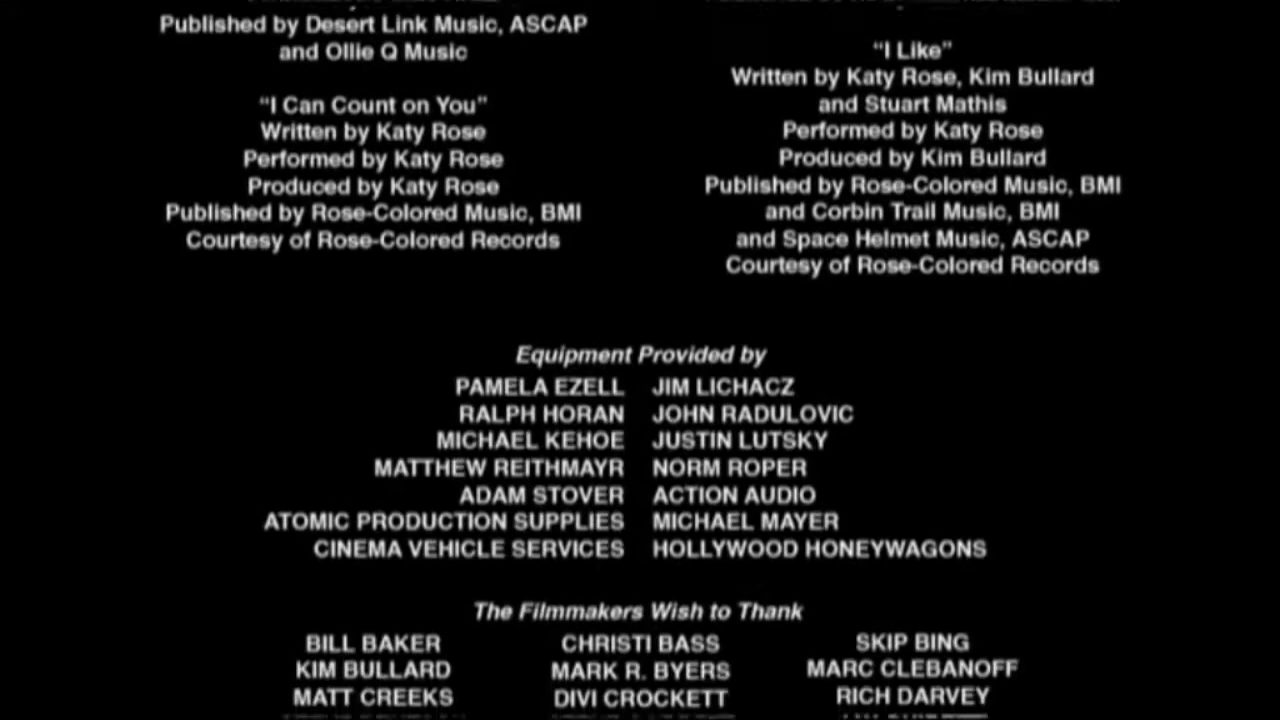 Published by Desert Link Music, ASCAP
and Ollie Q Music
“I Can Count on You”
Written by Katy Rose
Performed by Katy Rose
Produced by Katy Rose
Published by Rose-Colored Music, BMI
Courtesy of Rose-Colored Records
“I Like”
Written by Katy Rose, Kim Bullard
and Stuart Mathis
Performed by Katy Rose
Produced by Kim Bullard
Published by Rose-Colored Music, BMI
and Corbin Trail Music, BMI
and Space Helmet Music, ASCAP
Courtesy of Rose-Colored Records
Equipment Provided by
PAMELA EZELL JIM LICHACZ
RALPH HORAN JOHN RADULOVIC
MICHAEL KEHOE JUSTIN LUTSKY
MATTHEW REITHMAYR NORM ROPER
ADAM STOVER ACTION AUDIO
ATOMIC PRODUCTION SUPPLIES MICHAEL MAYER
CINEMA VEHICLE SERVICES HOLLYWOOD HONEYWAGONS
The Filmmakers Wish to Thank
BILL BAKER CHRISTI BASS SKIP BING
KIM BULLARD MARK R. BYERS MARC CLEBANOFF
MATT CREEKS DIVI CROCKETT RICH DARVEY